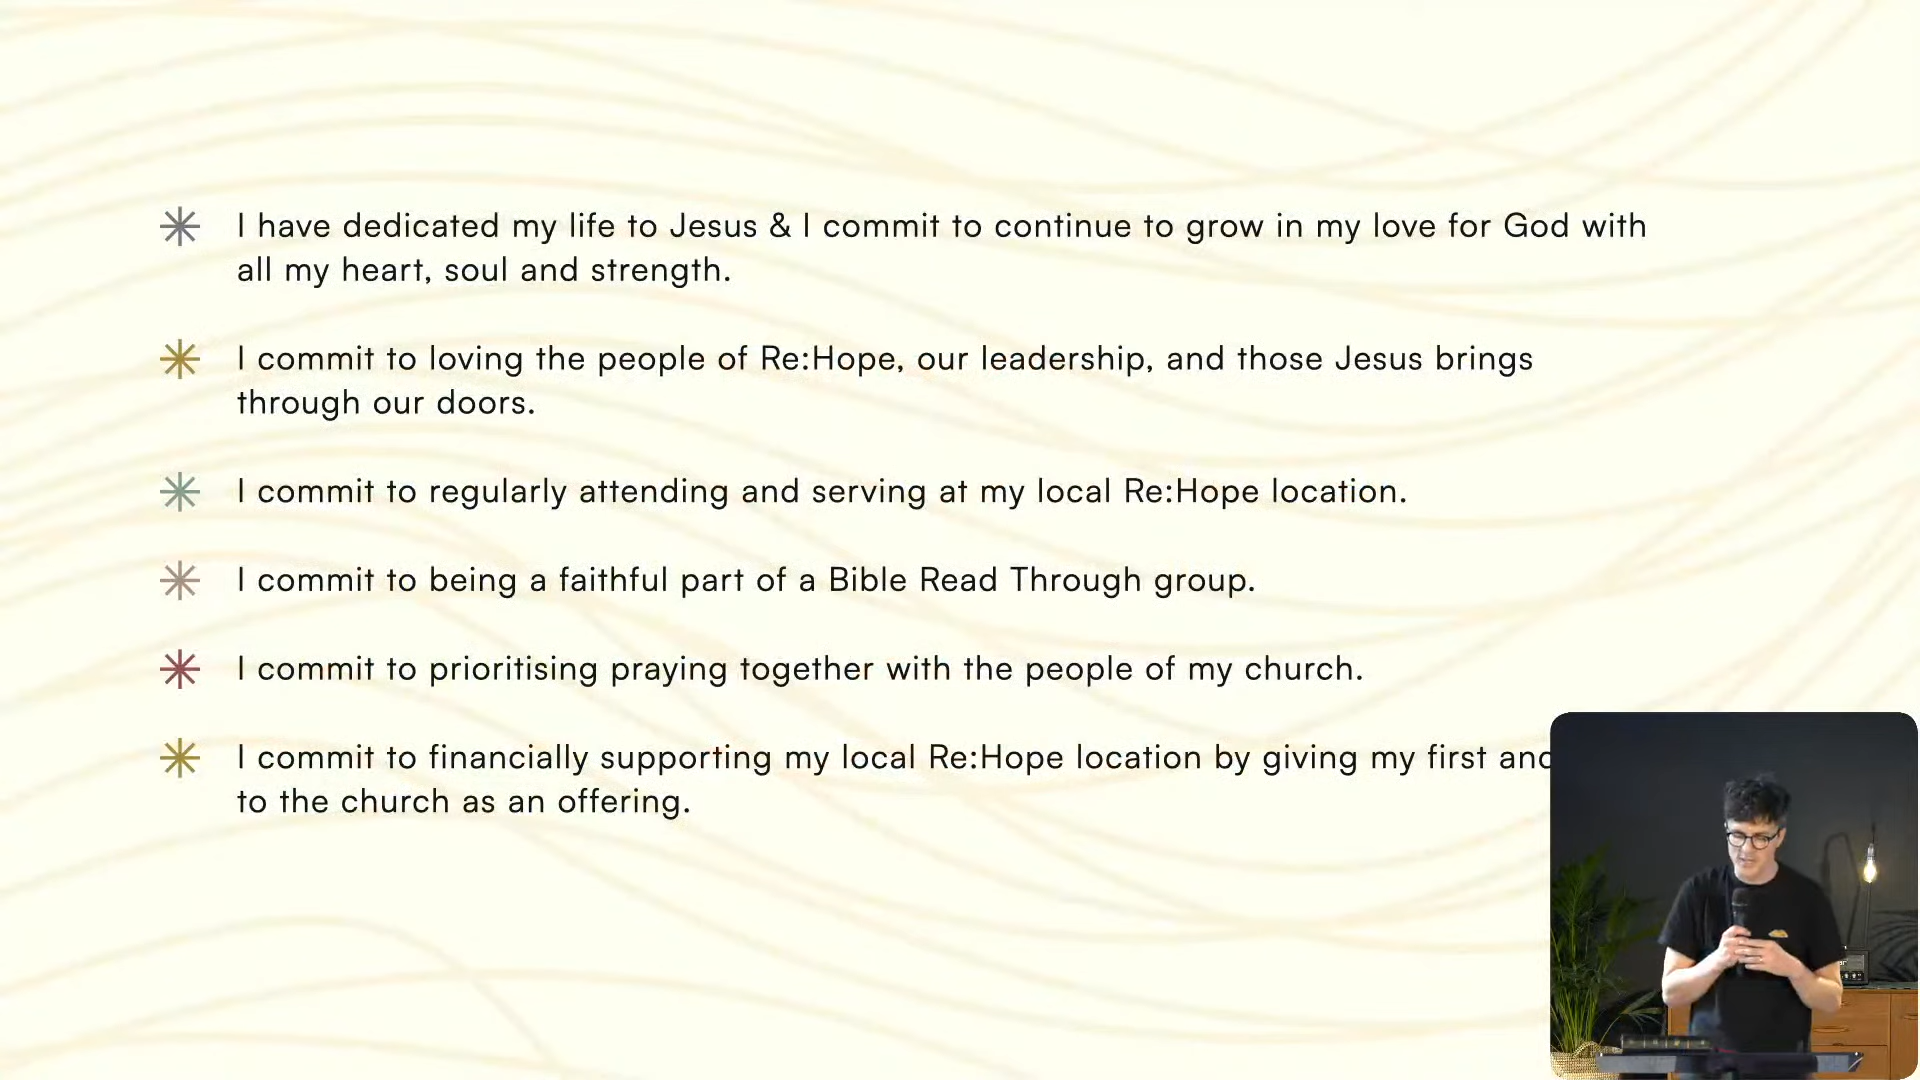 I have dedicated my life to Jesus & I commit to continue to grow in my love for God with
all my heart, soul and strength.
I commit to loving the people of Re:Hope, our leadership, and those Jesus brings
through our doors.
I commit to regularly attending and serving at my local Re:Hope location.
I commit to being a faithful part of a Bible Read Through group.
I commit to prioritising praying together with the people of my church.
I commit to financially supporting my local Re:Hope location by giving my first and
to the church as an offering.